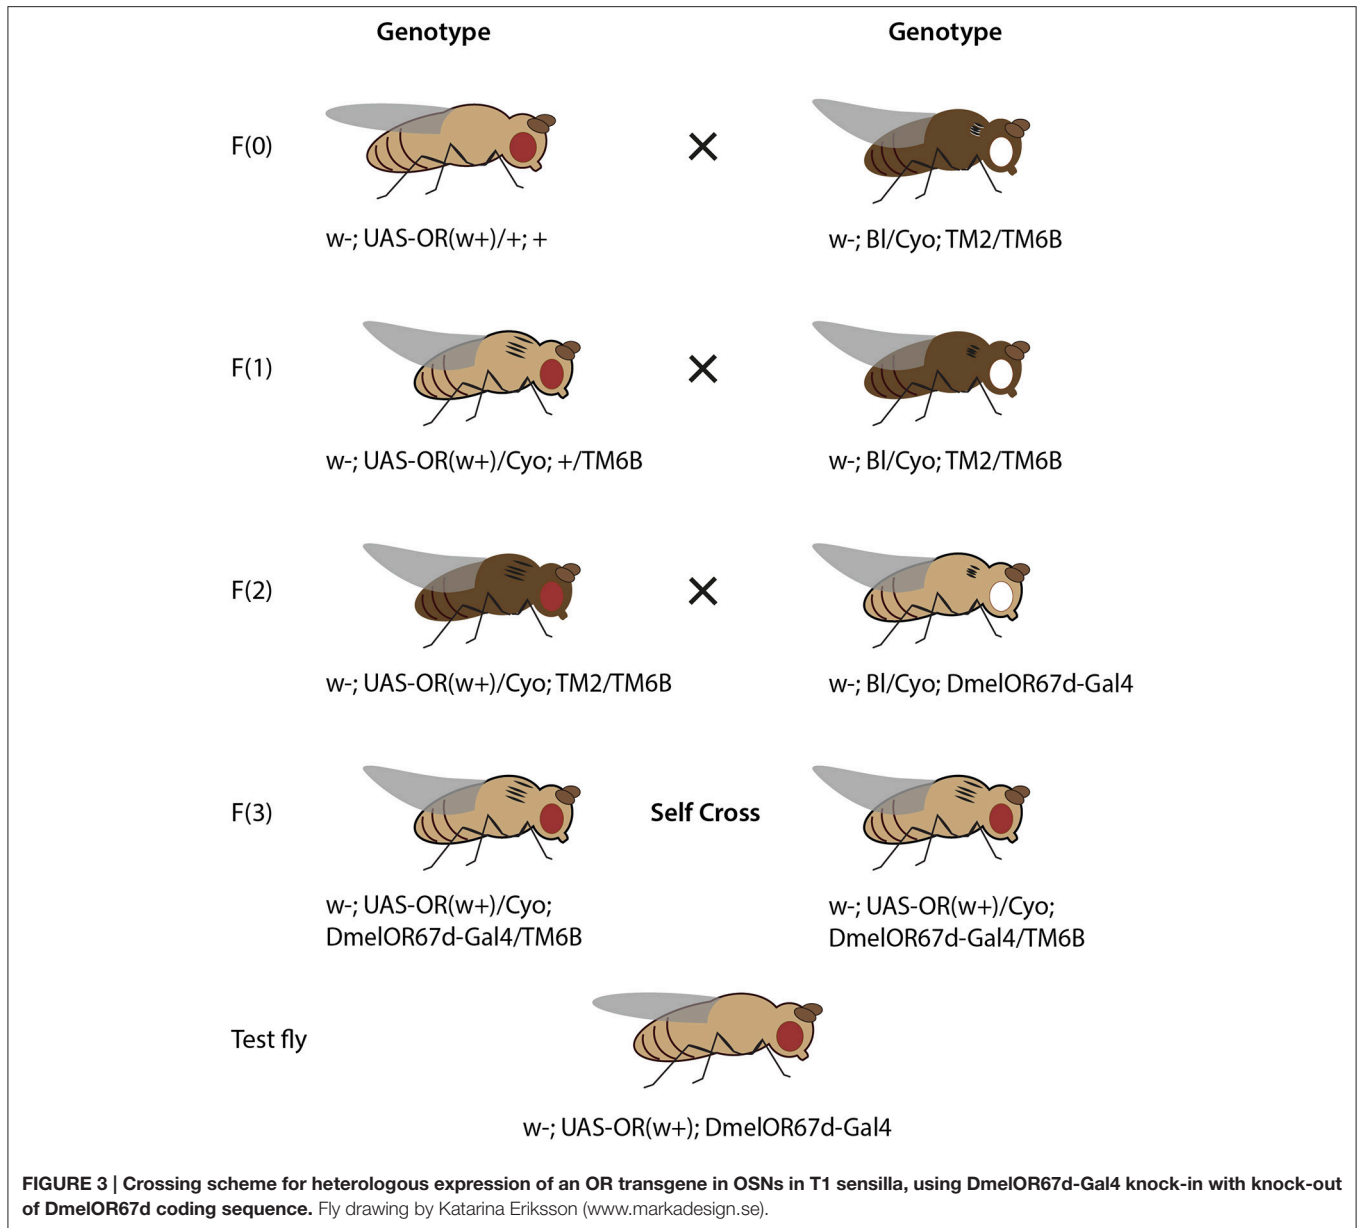 Genotype Genotype
F(0)
×
w-; UAS-OR(w+)/+; + w-; Bl/Cyo; TM2/TM6B
F(1)
×
w-; UAS-OR(w+)/Cyo; +/TM6B w-; Bl/Cyo; TM2/TM6B
F(2)
×
w-; UAS-OR(w+)/Cyo; TM2/TM6B w-; Bl/Cyo; DmelOR67d-Gal4
F(3)
Self Cross
w-; UAS-OR(w+)/Cyo;
DmelOR67d-Gal4/TM6B
w-; UAS-OR(w+)/Cyo;
DmelOR67d-Gal4/TM6B
Test fly
w-; UAS-OR(w+); DmelOR67d-Gal4
FIGURE 3 | Crossing scheme for heterologous expression of an OR transgene in OSNs in T1 sensilla, using DmelOR67d-Gal4 knock-in with knock-out
of DmelOR67d coding sequence. Fly drawing by Katarina Eriksson (www.markadesign.se).